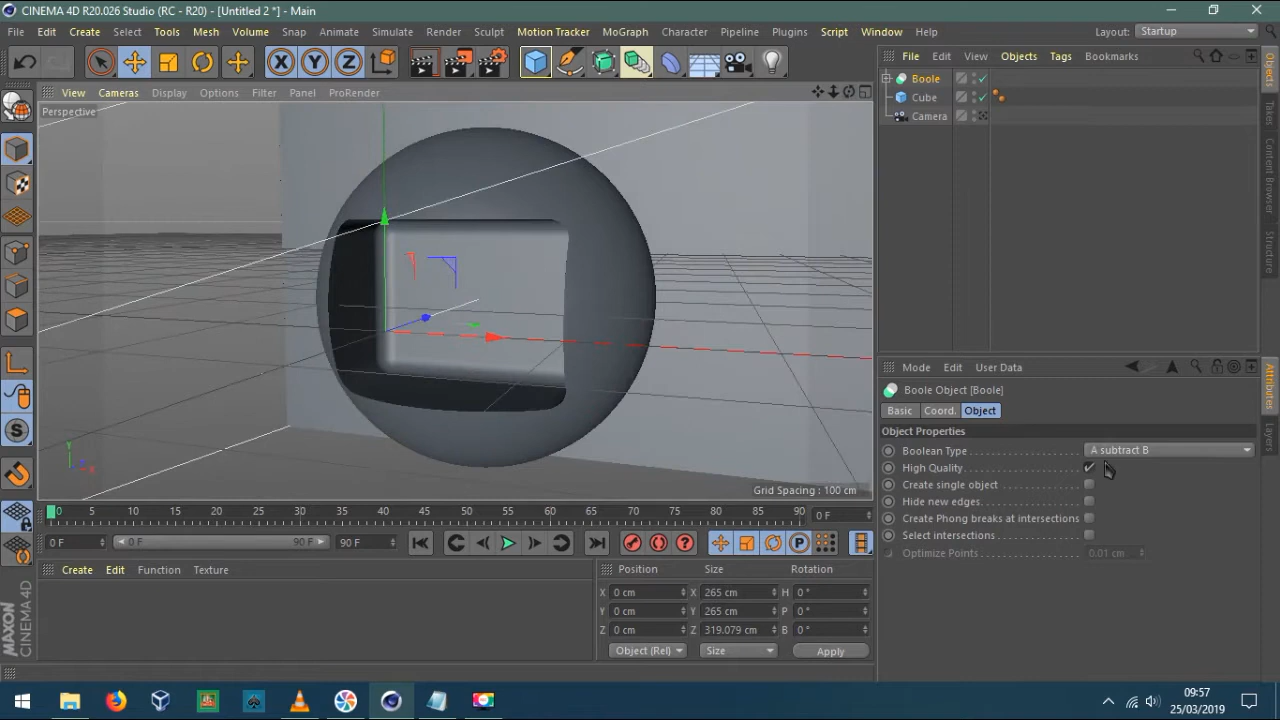 CINEMA 4D R20.026 Studio (RC - R20) - [Untitled 2 *] - Main
File Edit Create Select Tools Mesh Volume Snap Animate Simulate Render Sculpt Motion Tracker MoGraph Character Pipeline Plugins Script Window Help Layout: Startup
X Y Z
File Edit View Objects Tags Bookmarks
View Cameras Display Options Filter Panel ProRender
Perspective
Boole
Cube
Camera
Objects
Takes
Content Browser
Structure
Mode Edit User Data
Boole Object [Boole]
Basic Coord. Object
Object Properties
Boolean Type A subtract B
High Quality
Create single object
Hide new edges
Create Phong breaks at intersections
Select intersections
Optimize Points 0.01 cm
Attributes
Layers
S
Y
X
Grid Spacing : 100 cm
0 5 10 15 20 25 30 35 40 45 50 55 60 65 70 75 80 85 90 0 F
0 F 0 F 90 F 90 F P
Create Edit Function Texture
Position Size Rotation
X 0 cm X 265 cm H 0 °
Y 0 cm Y 265 cm P 0 °
Z 0 cm Z 319.079 cm B 0 °
Object (Rel) Size Apply
MAXON CINEMA 4D
09:57
25/03/2019